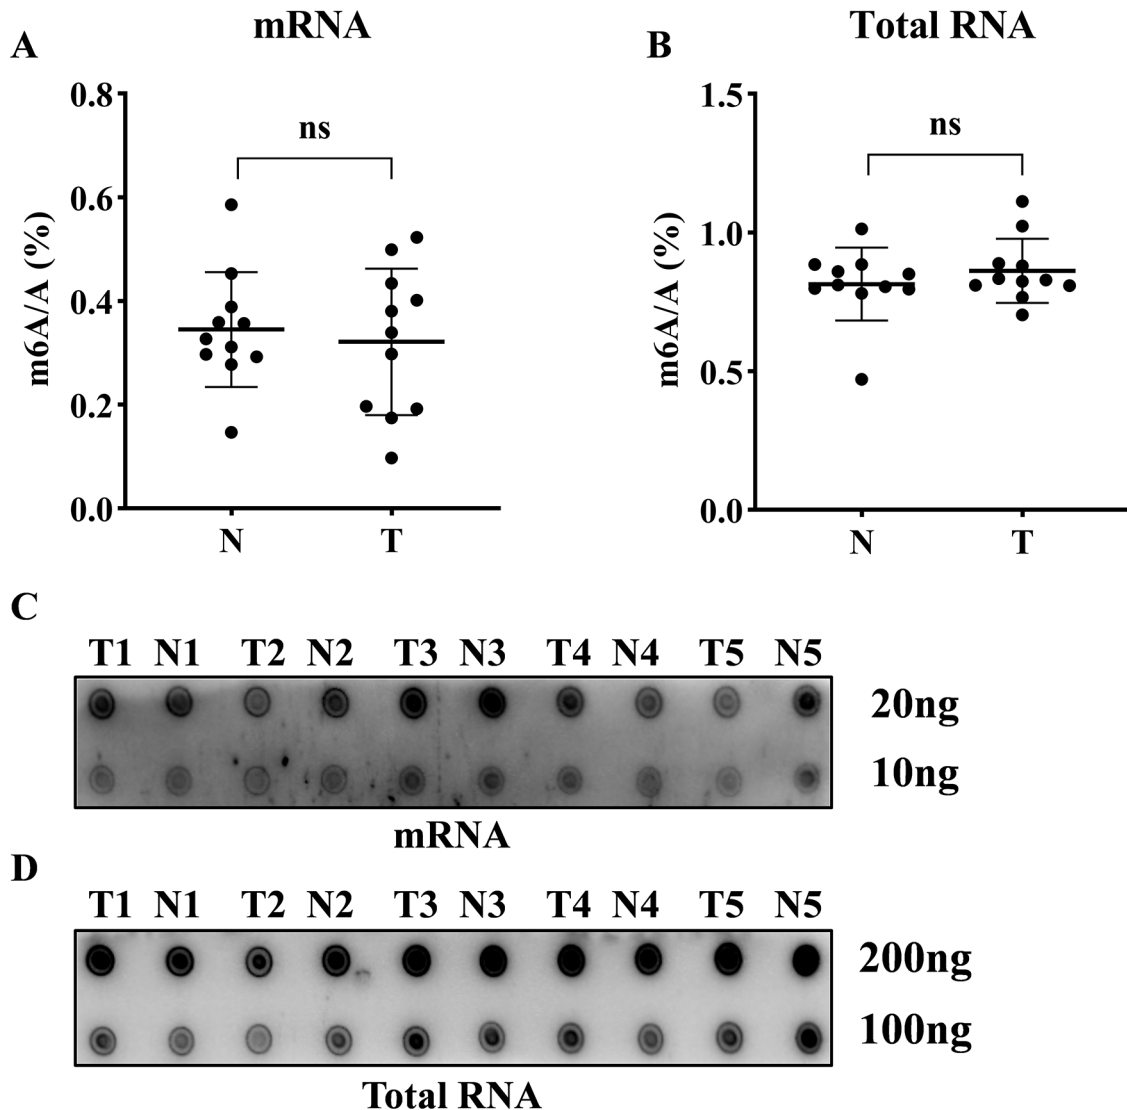 A
mRNA
m6A/A (%)
0.8
0.6
0.4
0.2
0.0
ns
N
T
B
Total RNA
m6A/A (%)
1.5
1.0
0.5
0.0
ns
N
T
C
T1 N1 T2 N2 T3 N3 T4 N4 T5 N5
20ng
10ng
mRNA
D
T1 N1 T2 N2 T3 N3 T4 N4 T5 N5
200ng
100ng
Total RNA